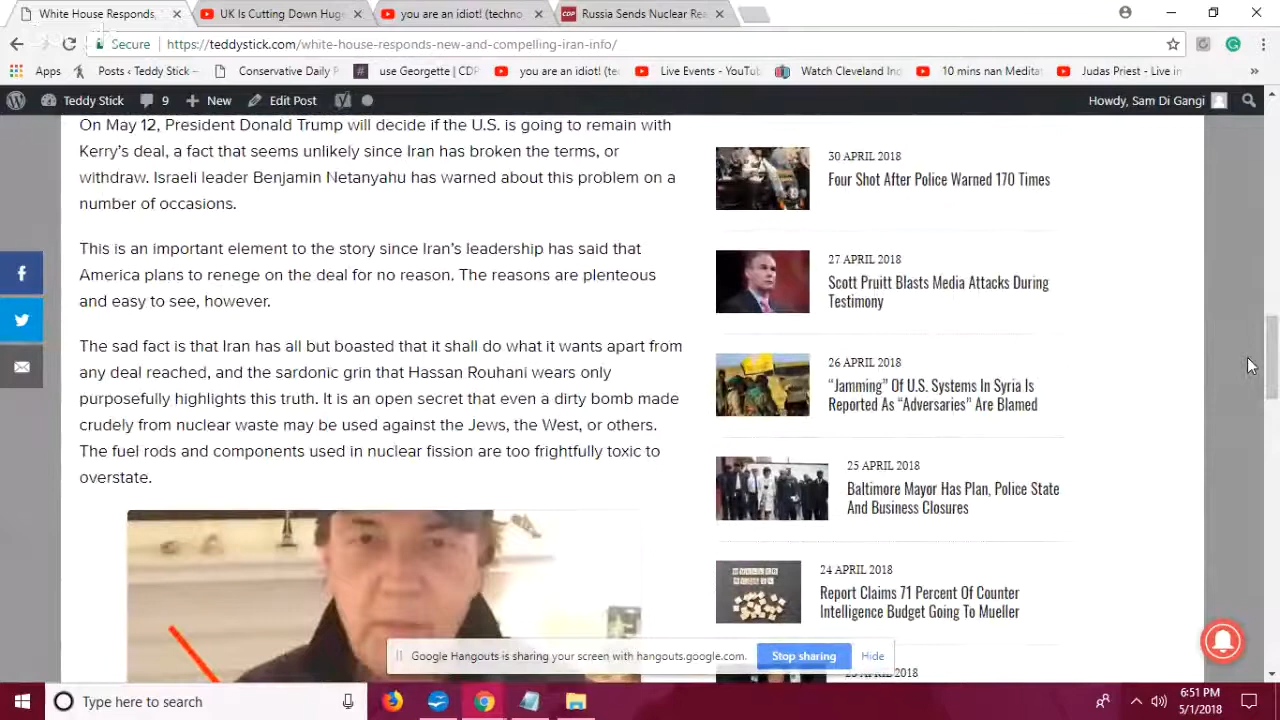 White House Responds
UK Is Cutting Down Huge
you are an idiot! (techno
CDP Russia Sends Nuclear Rea
Secure https://teddystick.com/white-house-responds-new-and-compelling-iran-info/
Apps Posts ‹ Teddy Stick — Conservative Daily P use Georgette | CDP you are an idiot! (tec Live Events - YouTub Watch Cleveland Inc 10 mins nan Meditat Judas Priest - Live in »
Teddy Stick 9 New Edit Post Howdy, Sam Di Gangi
On May 12, President Donald Trump will decide if the U.S. is going to remain with
Kerry's deal, a fact that seems unlikely since Iran has broken the terms, or
withdraw. Israeli leader Benjamin Netanyahu has warned about this problem on a
number of occasions.
This is an important element to the story since Iran's leadership has said that
America plans to renege on the deal for no reason. The reasons are plenteous
and easy to see, however.
The sad fact is that Iran has all but boasted that it shall do what it wants apart from
any deal reached, and the sardonic grin that Hassan Rouhani wears only
purposefully highlights this truth. It is an open secret that even a dirty bomb made
crudely from nuclear waste may be used against the Jews, the West, or others.
The fuel rods and components used in nuclear fission are too frightfully toxic to
overstate.
30 APRIL 2018
Four Shot After Police Warned 170 Times
27 APRIL 2018
Scott Pruitt Blasts Media Attacks During
Testimony
26 APRIL 2018
“Jamming” Of U.S. Systems In Syria Is
Reported As “Adversaries” Are Blamed
25 APRIL 2018
Baltimore Mayor Has Plan, Police State
And Business Closures
24 APRIL 2018
Report Claims 71 Percent Of Counter
Intelligence Budget Going To Mueller
APRIL 2018
Google Hangouts is sharing your screen with hangouts.google.com. Stop sharing Hide
Type here to search
6:51 PM
5/1/2018